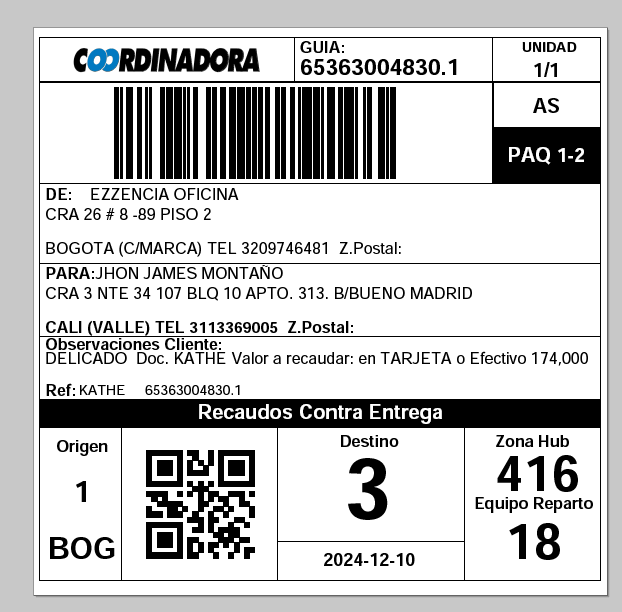 COORDINADORA
GUIA:
65363004830.1
UNIDAD
1/1
AS
PAQ 1-2
DE: EZZENCIA OFICINA
CRA 26 # 8 -89 PISO 2
BOGOTA (C/MARCA) TEL 3209746481 Z.Postal:
PARA:JHON JAMES MONTAÑO
CRA 3 NTE 34 107 BLQ 10 APTO. 313. B/BUENO MADRID
CALI (VALLE) TEL 3113369005 Z.Postal:
Observaciones Cliente:
DELICADO Doc. KATHE Valor a recaudar: en TARJETA o Efectivo 174,000
Ref: KATHE 65363004830.1
Recaudos Contra Entrega
Origen
1
BOG
Destino
3
2024-12-10
Zona Hub
416
Equipo Reparto
18